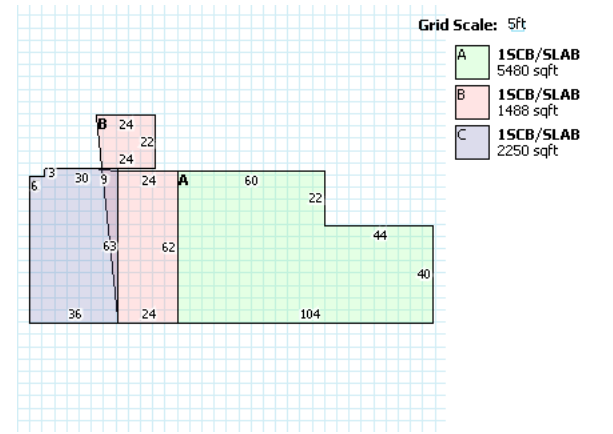 Grid Scale: 5ft
A 1SCB/SLAB
5480 sqft
B 1SCB/SLAB
1488 sqft
C 1SCB/SLAB
2250 sqft
B 24
22
24
3 30 9 24 A 60
6
22
44
63 62
40
36 24 104